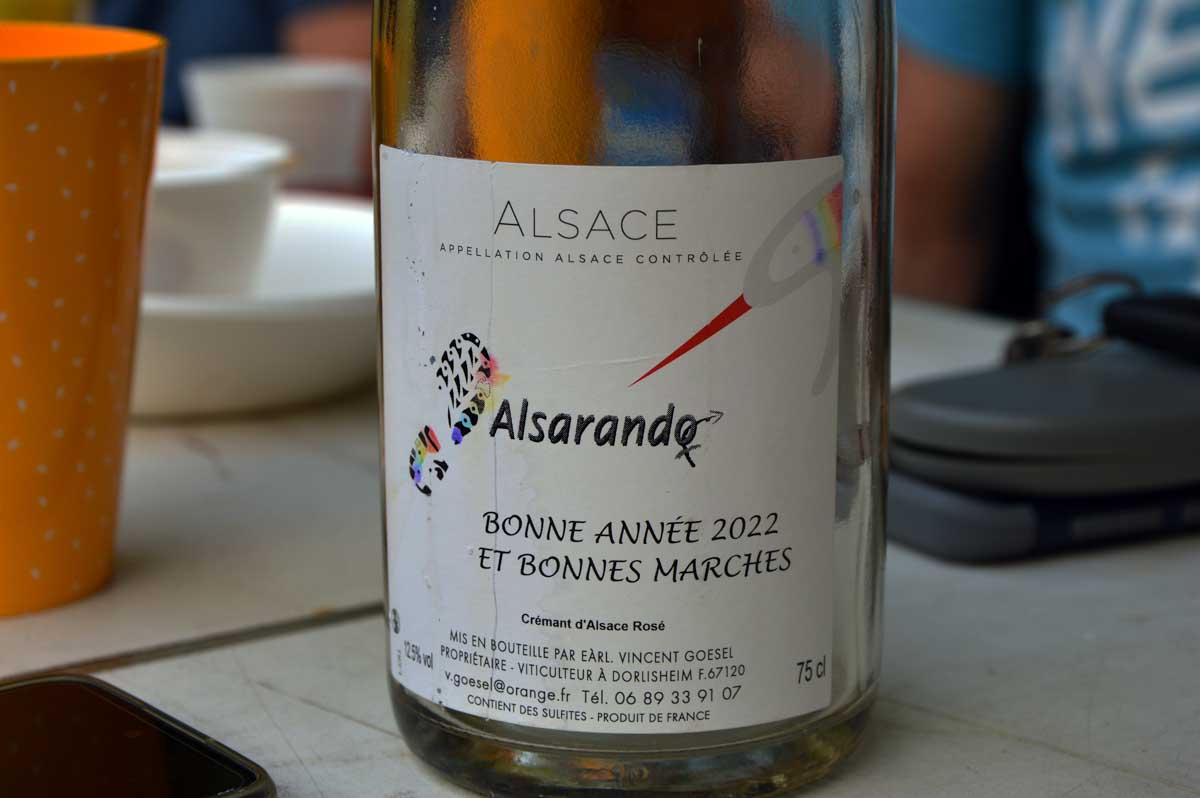 ALSACE
APPELLATION ALSACE CONTRÔLÉE
Alsarando
BONNE ANNÉE 2022
ET BONNES MARCHES
Crémant d'Alsace Rosé
MIS EN BOUTEILLE PAR EARL. VINCENT GOESEL
12.5% vol
PROPRIÉTAIRE - VITICULTEUR À DORLISHEIM F.67120
75 cl
v.goesel@orange.fr Tél. 06 89 33 91 07
CONTIENT DES SULFITES - PRODUIT DE FRANCE